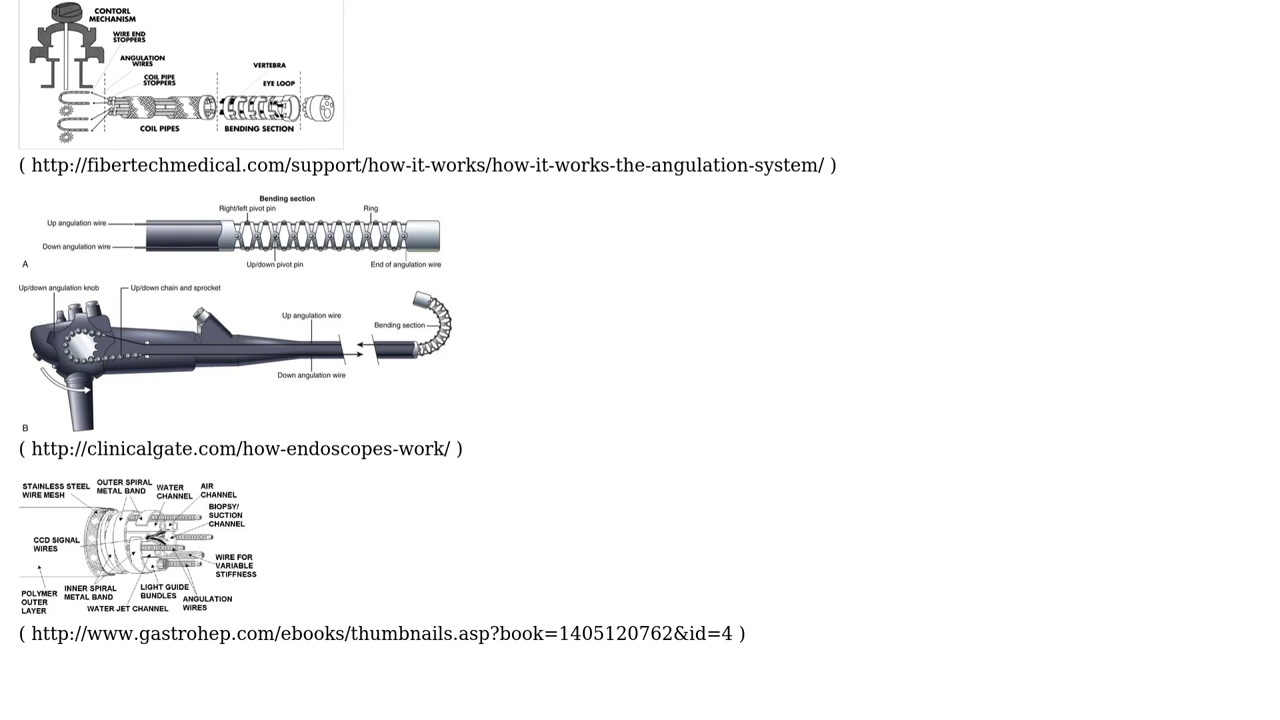 CONTORL
MECHANISM
WIRE END
STOPPERS
ANGULATION
WIRES
COIL PIPE
STOPPERS
VERTEBRA
EYE LOOP
COIL PIPES
BENDING SECTION
( http://fibertechmedical.com/support/how-it-works/how-it-works-the-angulation-system/ )
Bending section
Right/left pivot pin
Ring
Up angulation wire
Down angulation wire
Up/down pivot pin
End of angulation wire
A
Up/down angulation knob
Up/down chain and sprocket
Up angulation wire
Bending section
Down angulation wire
B
( http://clinicalgate.com/how-endoscopes-work/ )
STAINLESS STEEL
WIRE MESH
OUTER SPIRAL
METAL BAND
WATER
CHANNEL
AIR
CHANNEL
BIOPSY/
SUCTION
CHANNEL
CCD SIGNAL
WIRES
WIRE FOR
VARIABLE
STIFFNESS
POLYMER
OUTER
LAYER
INNER SPIRAL
METAL BAND
WATER JET CHANNEL
LIGHT GUIDE
BUNDLES
ANGULATION
WIRES
( http://www.gastrohep.com/ebooks/thumbnails.asp?book=1405120762&id=4 )